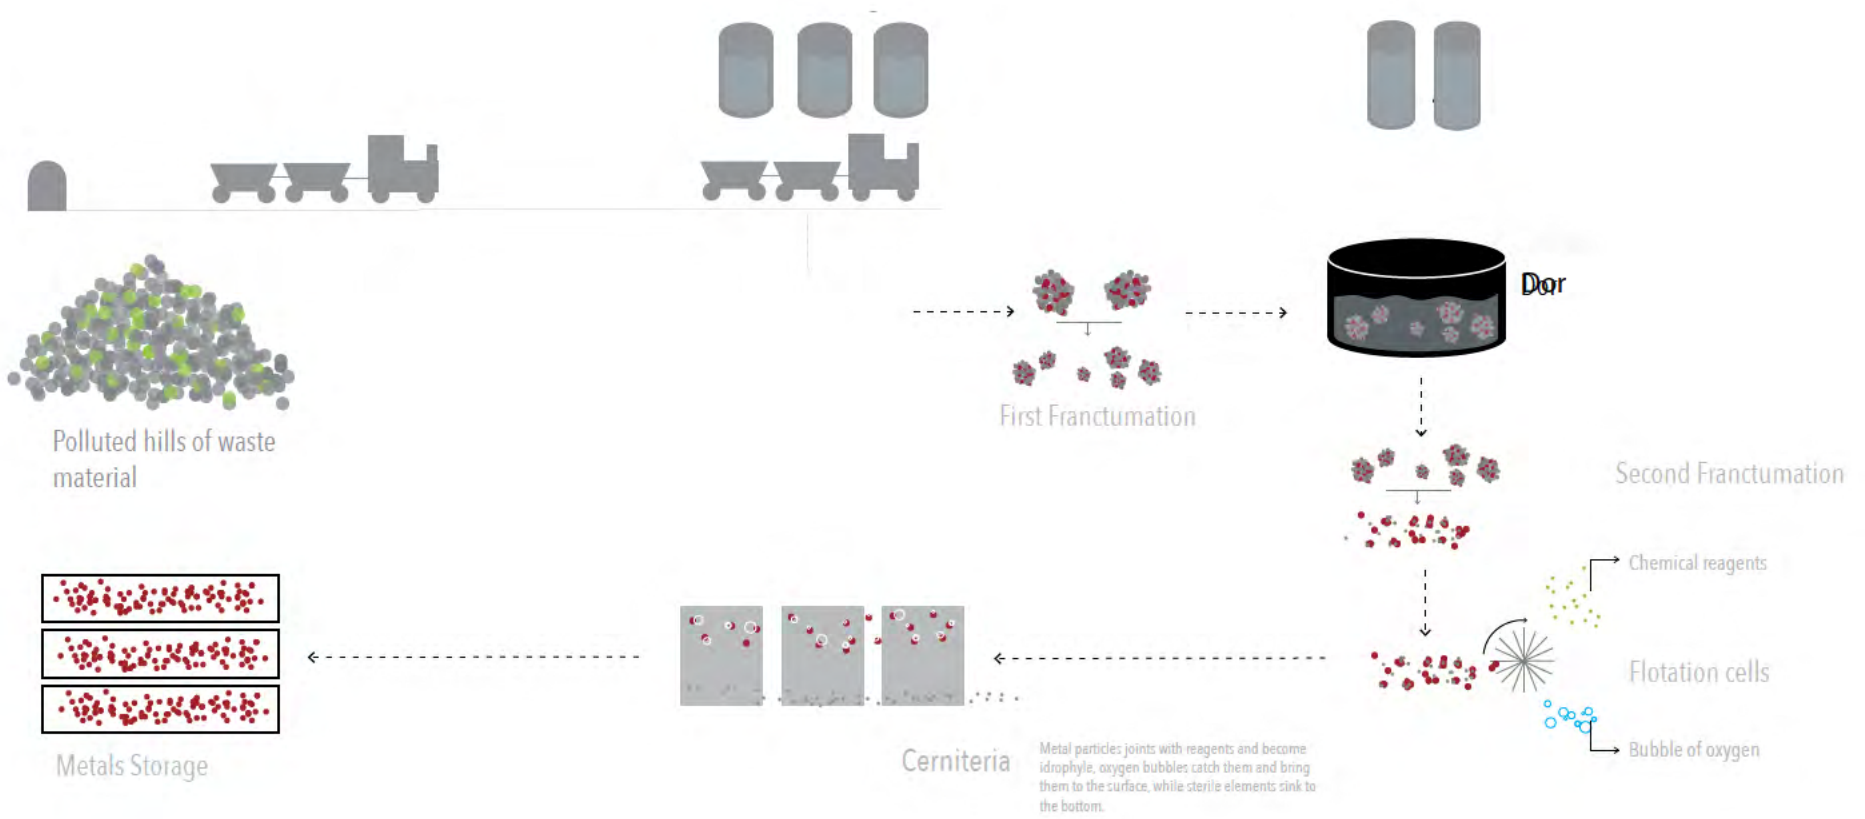 Dor
First Franctumation
Polluted hills of waste
material
Second Franctumation
Chemical reagents
Flotation cells
Bubble of oxygen
Metals Storage
Cerniteria
Metal particles joints with reagents and become
idrophyle, oxygen bubbles catch them and bring
them to the surface, while sterile elements sink to
the bottom.